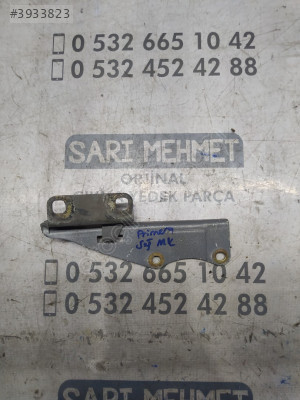 #3933823
0 532 665 10 42
0 532 452 42 88
SARI MEHMET
ORJİNAL
YEDEK PARÇA
Primera
Sol MK
0 532 665 10 42
0 532 452 42 88
SARI MEHMET